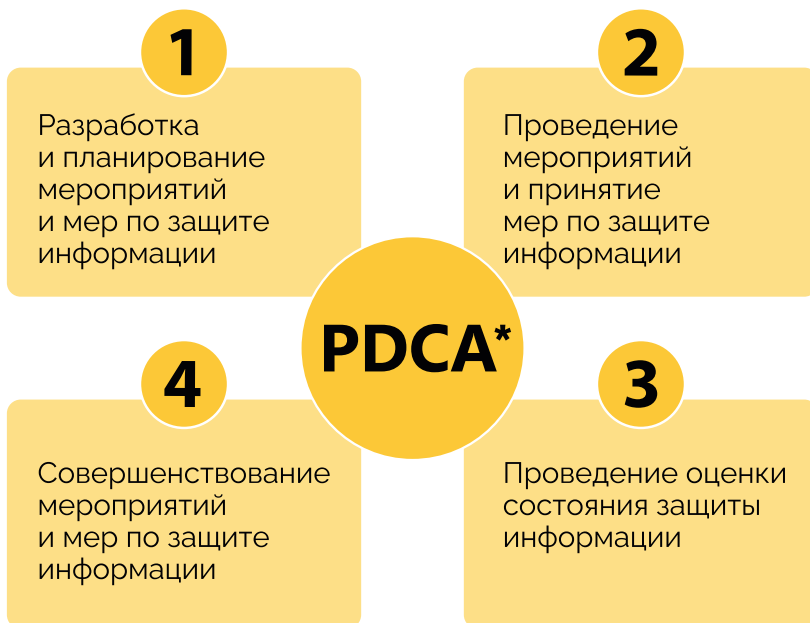 1
Разработка
и планирование
мероприятий
и мер по защите
информации
2
Проведение
мероприятий
и принятие
мер по защите
информации
PDCA*
4
Совершенствование
мероприятий
и мер по защите
информации
3
Проведение оценки
состояния защиты
информации